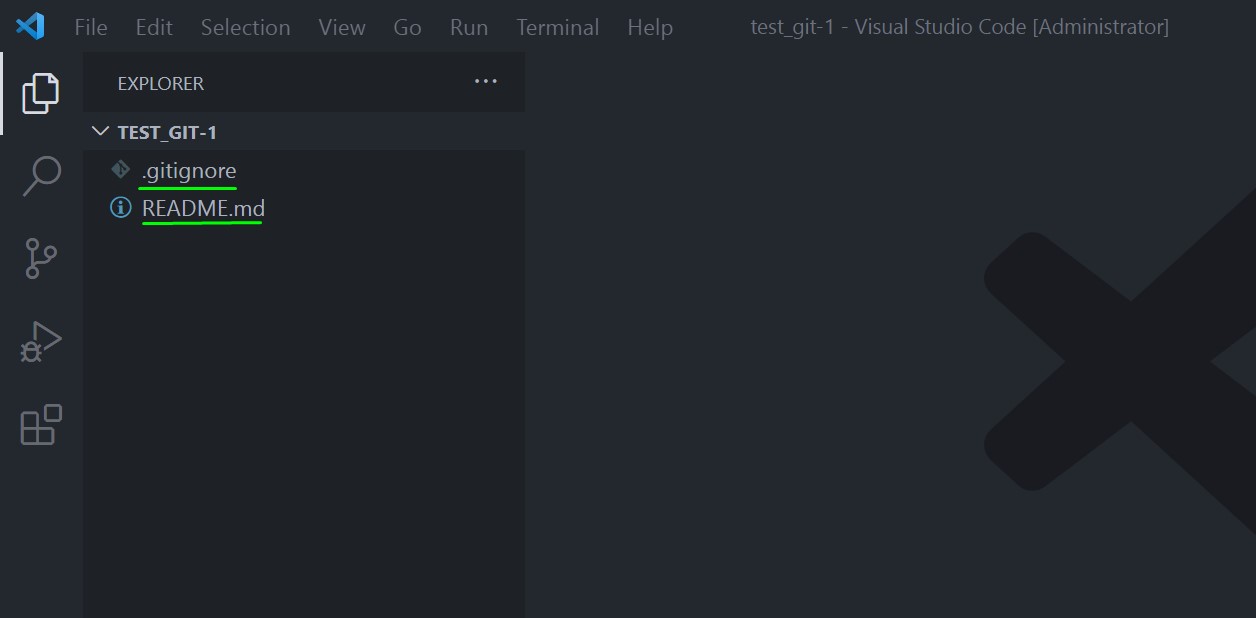 File Edit Selection View Go Run Terminal Help test_git-1 - Visual Studio Code [Administrator]
EXPLORER ...
TEST_GIT-1
.gitignore
README.md